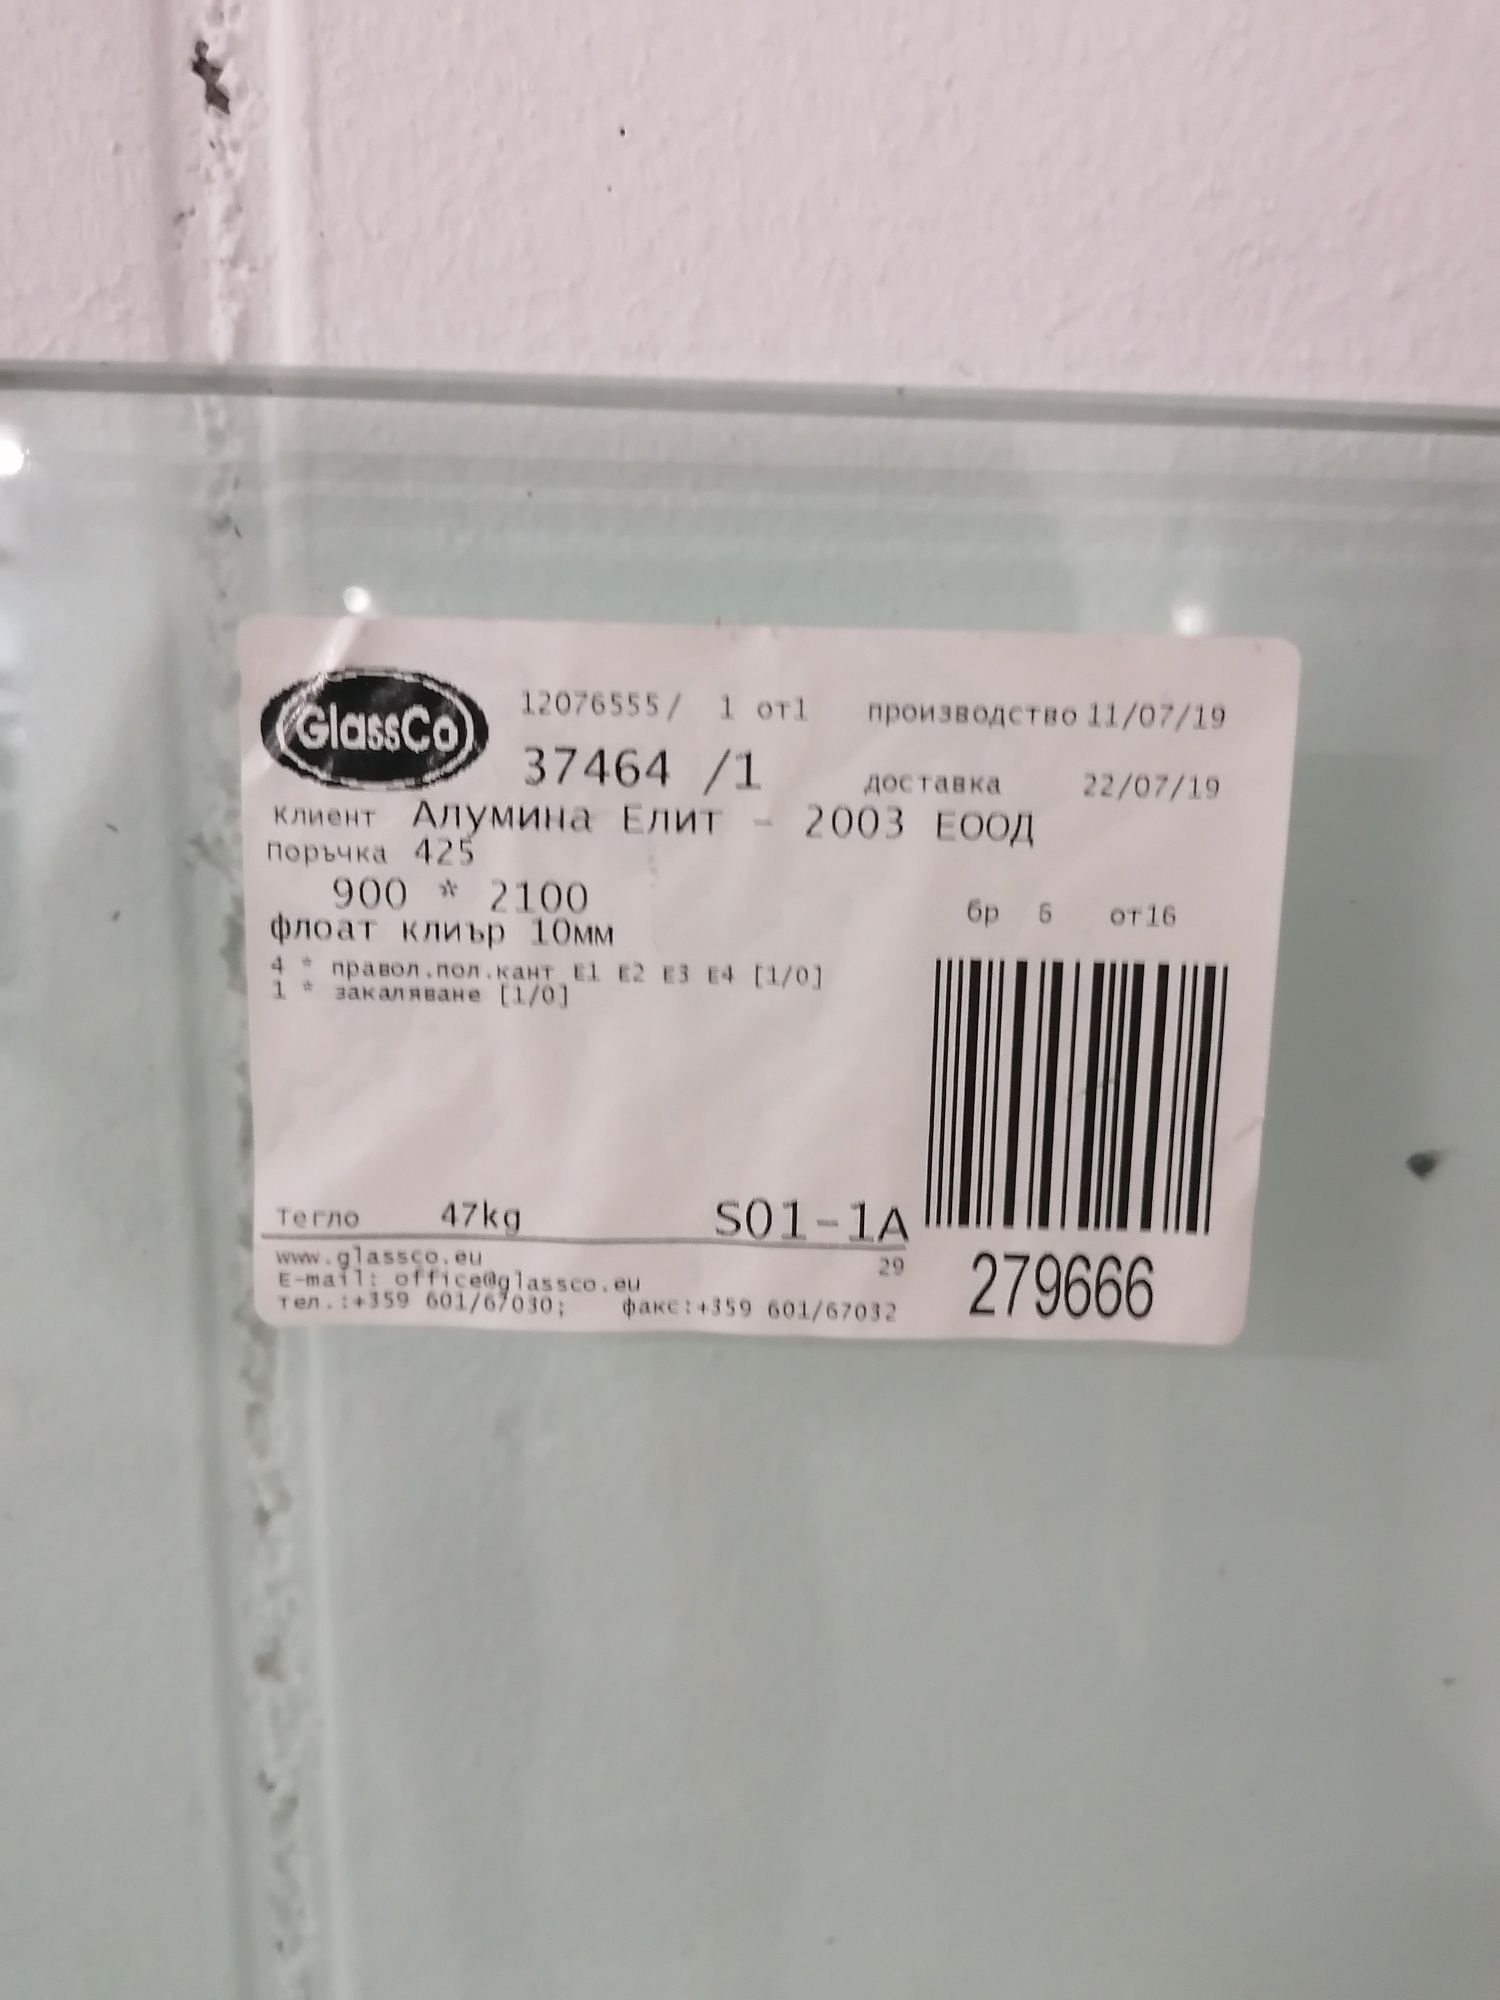 GlassCo
12076555/ 1 от1 производство 11/07/19
37464 /1 доставка 22/07/19
клиент Алумина Елит - 2003 ЕООД
поръчка 425
900 * 2100
бр 6 от16
флоат клиър 10мм
4 * правол.пол.кант E1 E2 E3 E4 [1/0]
1 * закаляване [1/0]
тегло 47kg S01-1A
www.glassco.eu 29
E-mail: office@glassco.eu
тел.:+359 601/67030; факс:+359 601/67032
279666